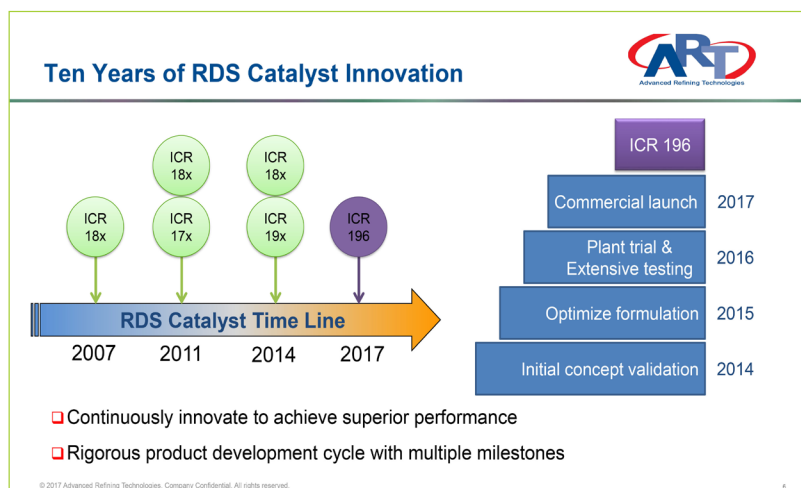 Ten Years of RDS Catalyst Innovation
ART
Advanced Refining Technologies
ICR
18x
ICR
18x
ICR
18x
ICR
17x
ICR
19x
ICR
196
RDS Catalyst Time Line
2007
2011
2014
2017
ICR 196
Commercial launch
2017
Plant trial &
Extensive testing
2016
Optimize formulation
2015
Initial concept validation
2014
Continuously innovate to achieve superior performance
Rigorous product development cycle with multiple milestones
© 2017 Advanced Refining Technologies. Company Confidential. All rights reserved.